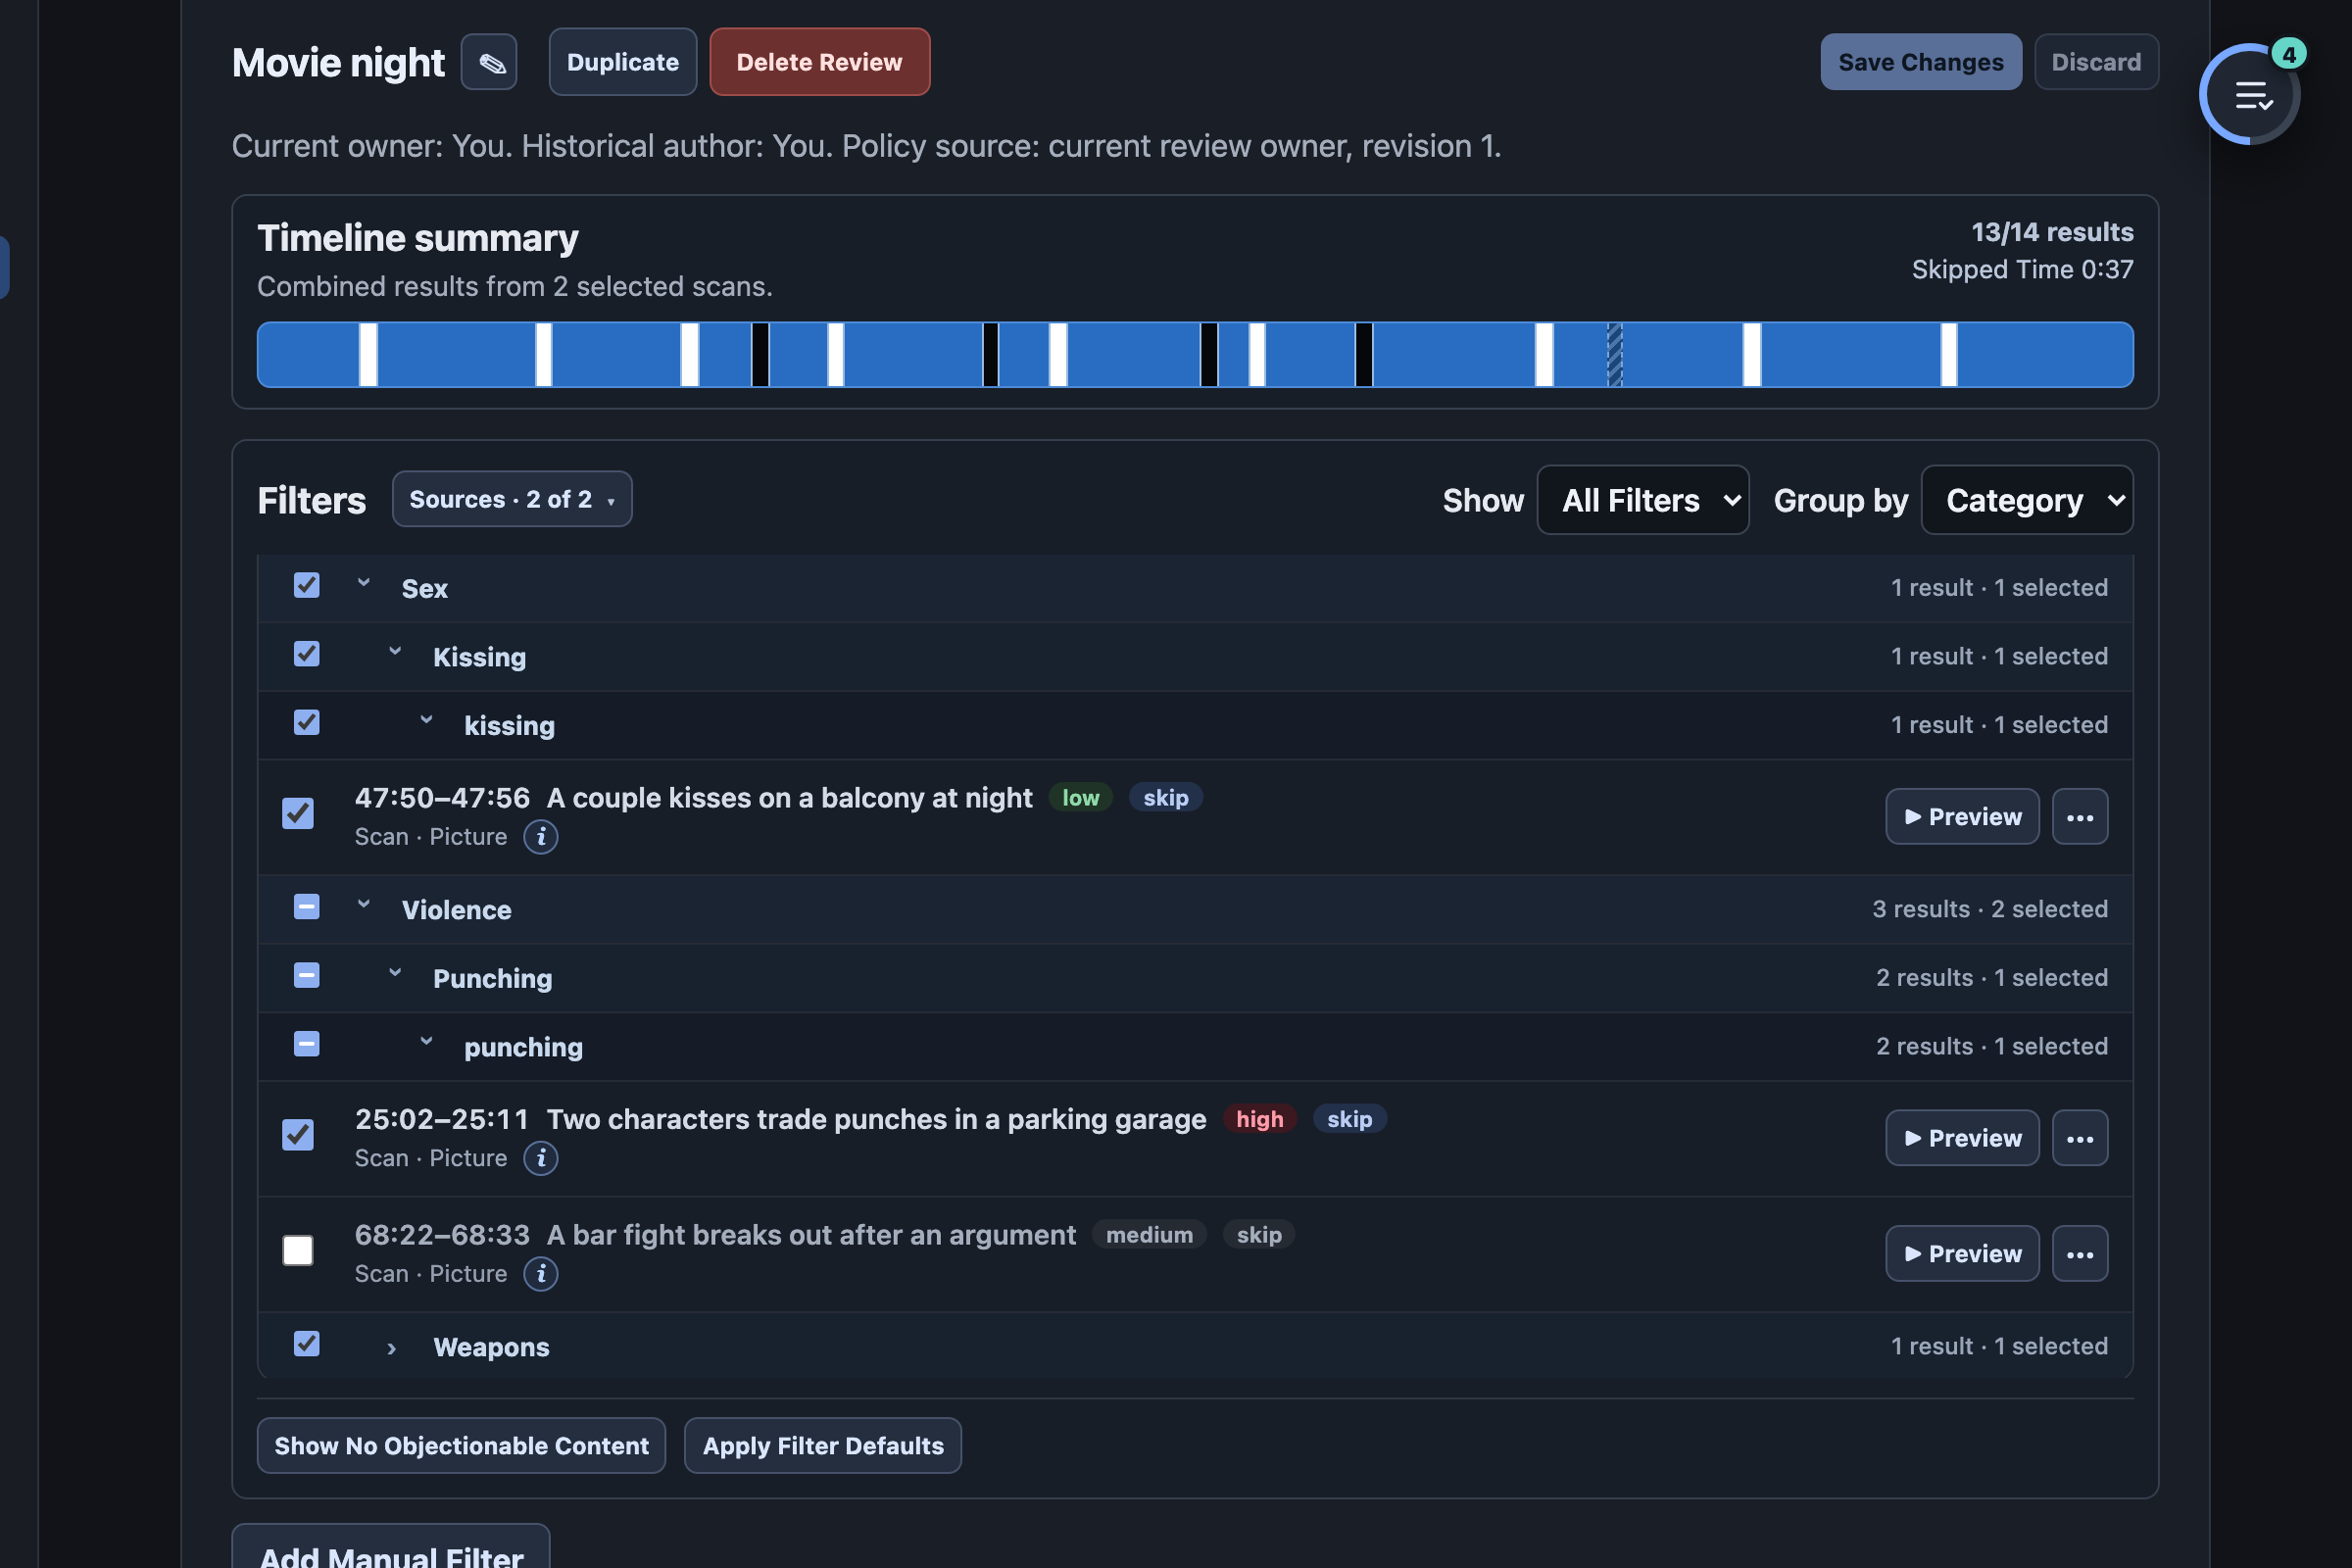 Movie night
Duplicate
Delete Review
Save Changes
Discard
4
Current owner: You. Historical author: You. Policy source: current review owner, revision 1.
Timeline summary
13/14 results
Combined results from 2 selected scans.
Skipped Time 0:37
Filters
Sources · 2 of 2
Show
All Filters
Group by
Category
Sex
1 result · 1 selected
Kissing
1 result · 1 selected
kissing
1 result · 1 selected
47:50–47:56 A couple kisses on a balcony at night low skip
Scan · Picture i
Preview
Violence
3 results · 2 selected
Punching
2 results · 1 selected
punching
2 results · 1 selected
25:02–25:11 Two characters trade punches in a parking garage high skip
Scan · Picture i
Preview
68:22–68:33 A bar fight breaks out after an argument medium skip
Scan · Picture i
Preview
Weapons
1 result · 1 selected
Show No Objectionable Content
Apply Filter Defaults
Add Manual Filter